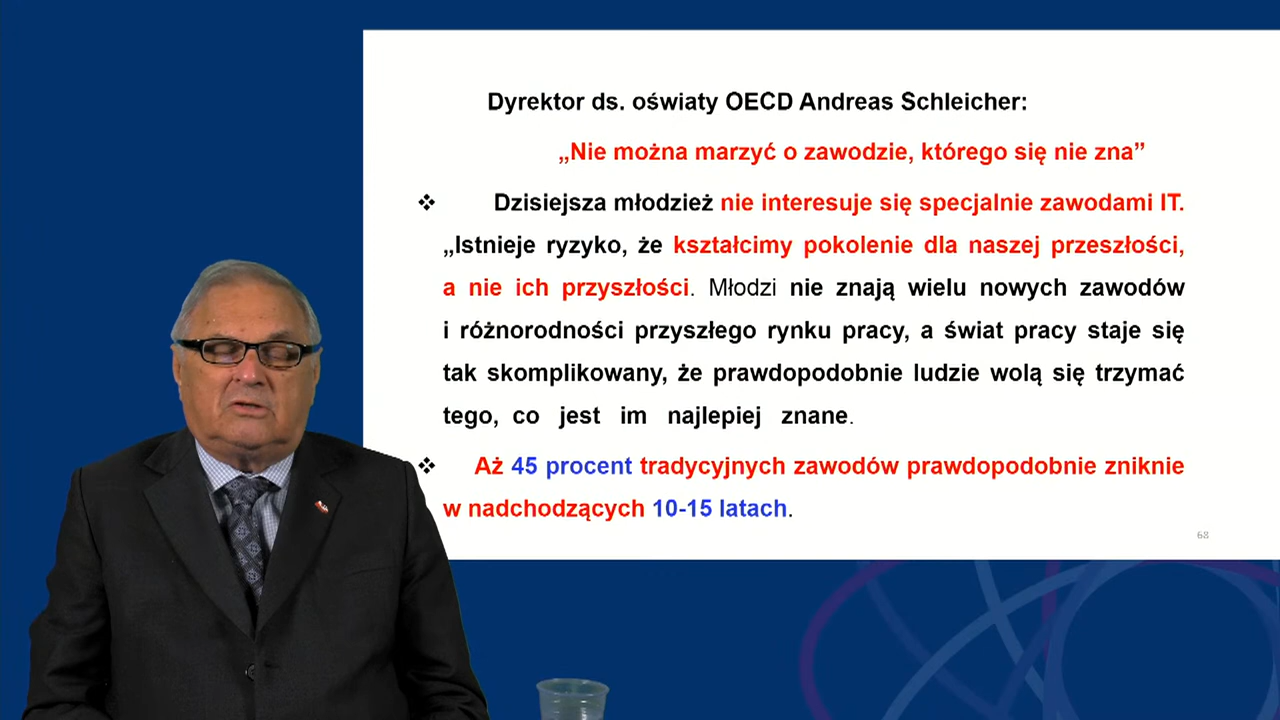 Dyrektor ds. oświaty OECD Andreas Schleicher:
„Nie można marzyć o zawodzie, którego się nie zna”
❖ Dzisiejsza młodzież nie interesuje się specjalnie zawodami IT.
„Istnieje ryzyko, że kształcimy pokolenie dla naszej przeszłości,
a nie ich przyszłości. Młodzi nie znają wielu nowych zawodów
i różnorodności przyszłego rynku pracy, a świat pracy staje się
tak skomplikowany, że prawdopodobnie ludzie wolą się trzymać
tego, co jest im najlepiej znane.
❖ Aż 45 procent tradycyjnych zawodów prawdopodobnie zniknie
w nadchodzących 10-15 latach.
68